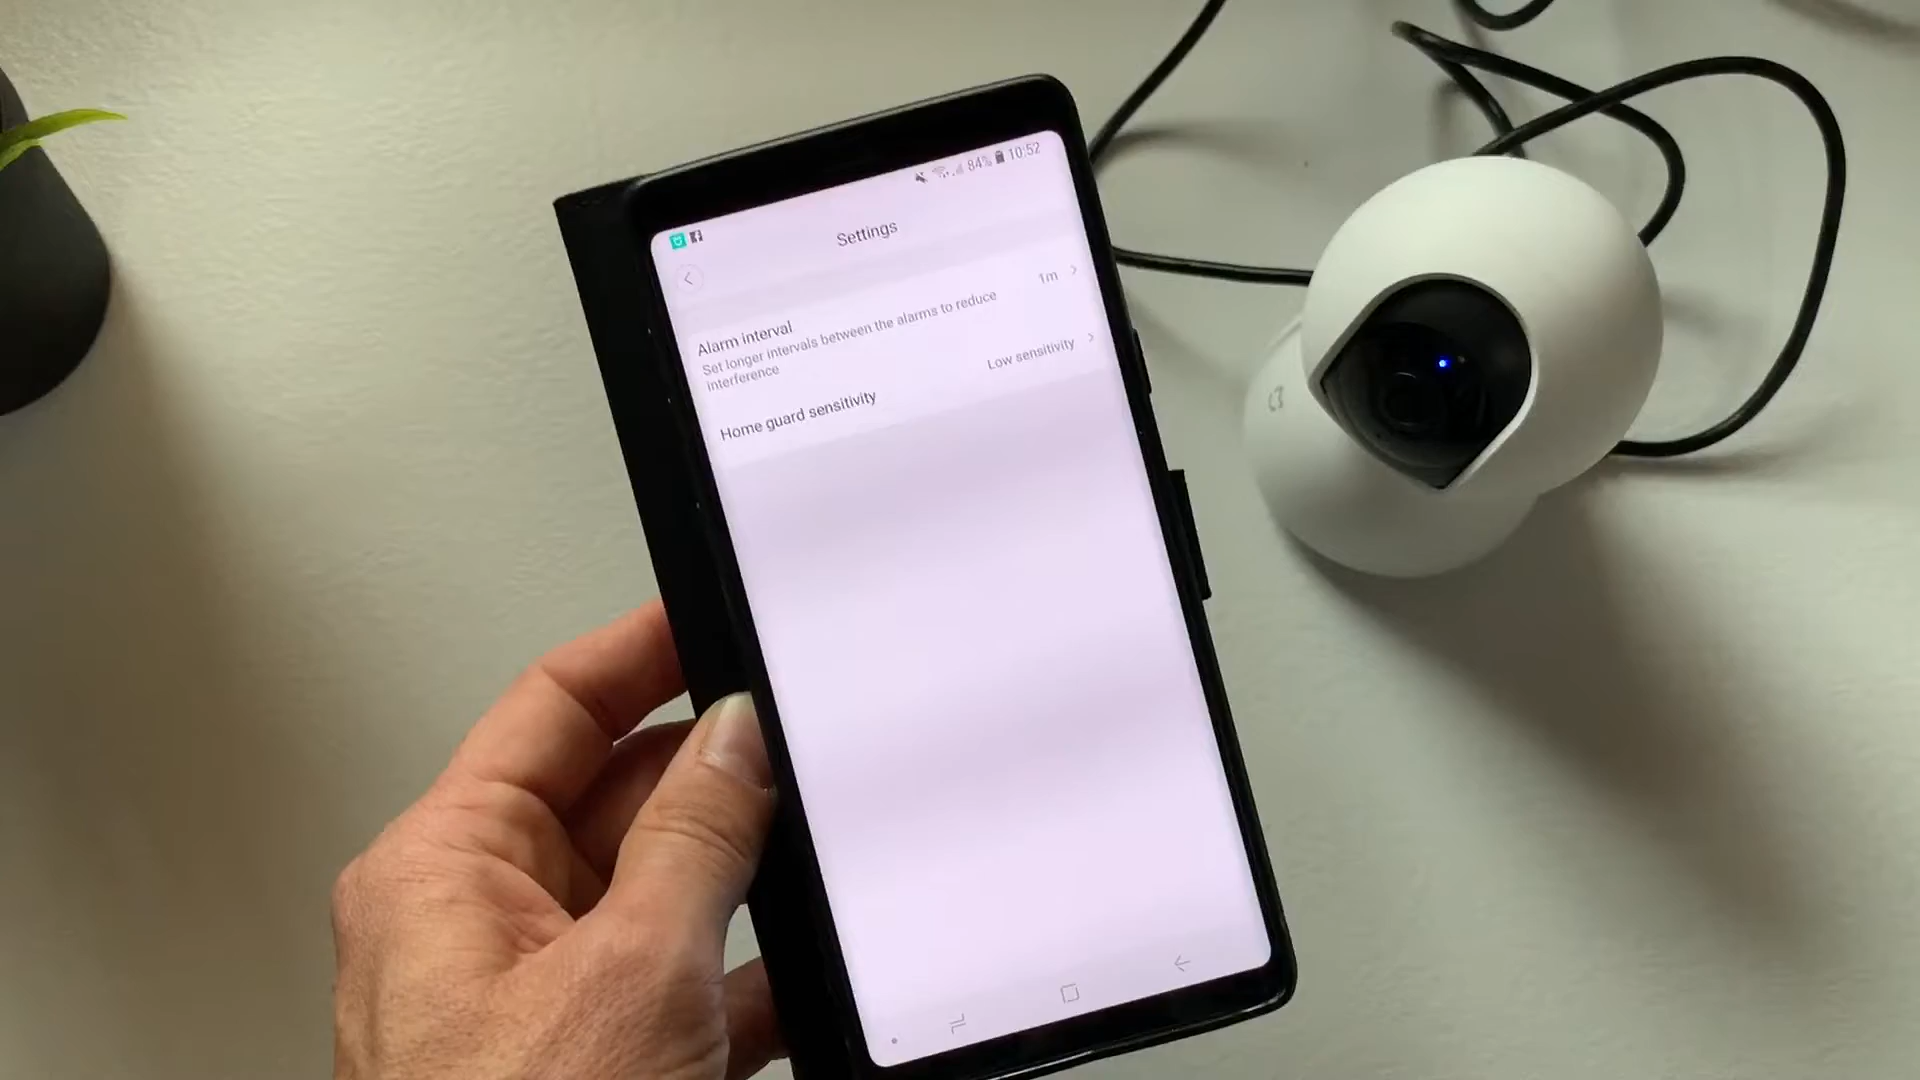 84% 10:52
Settings
Alarm interval
1m
Set longer intervals between the alarms to reduce
interference
Home guard sensitivity
Low sensitivity